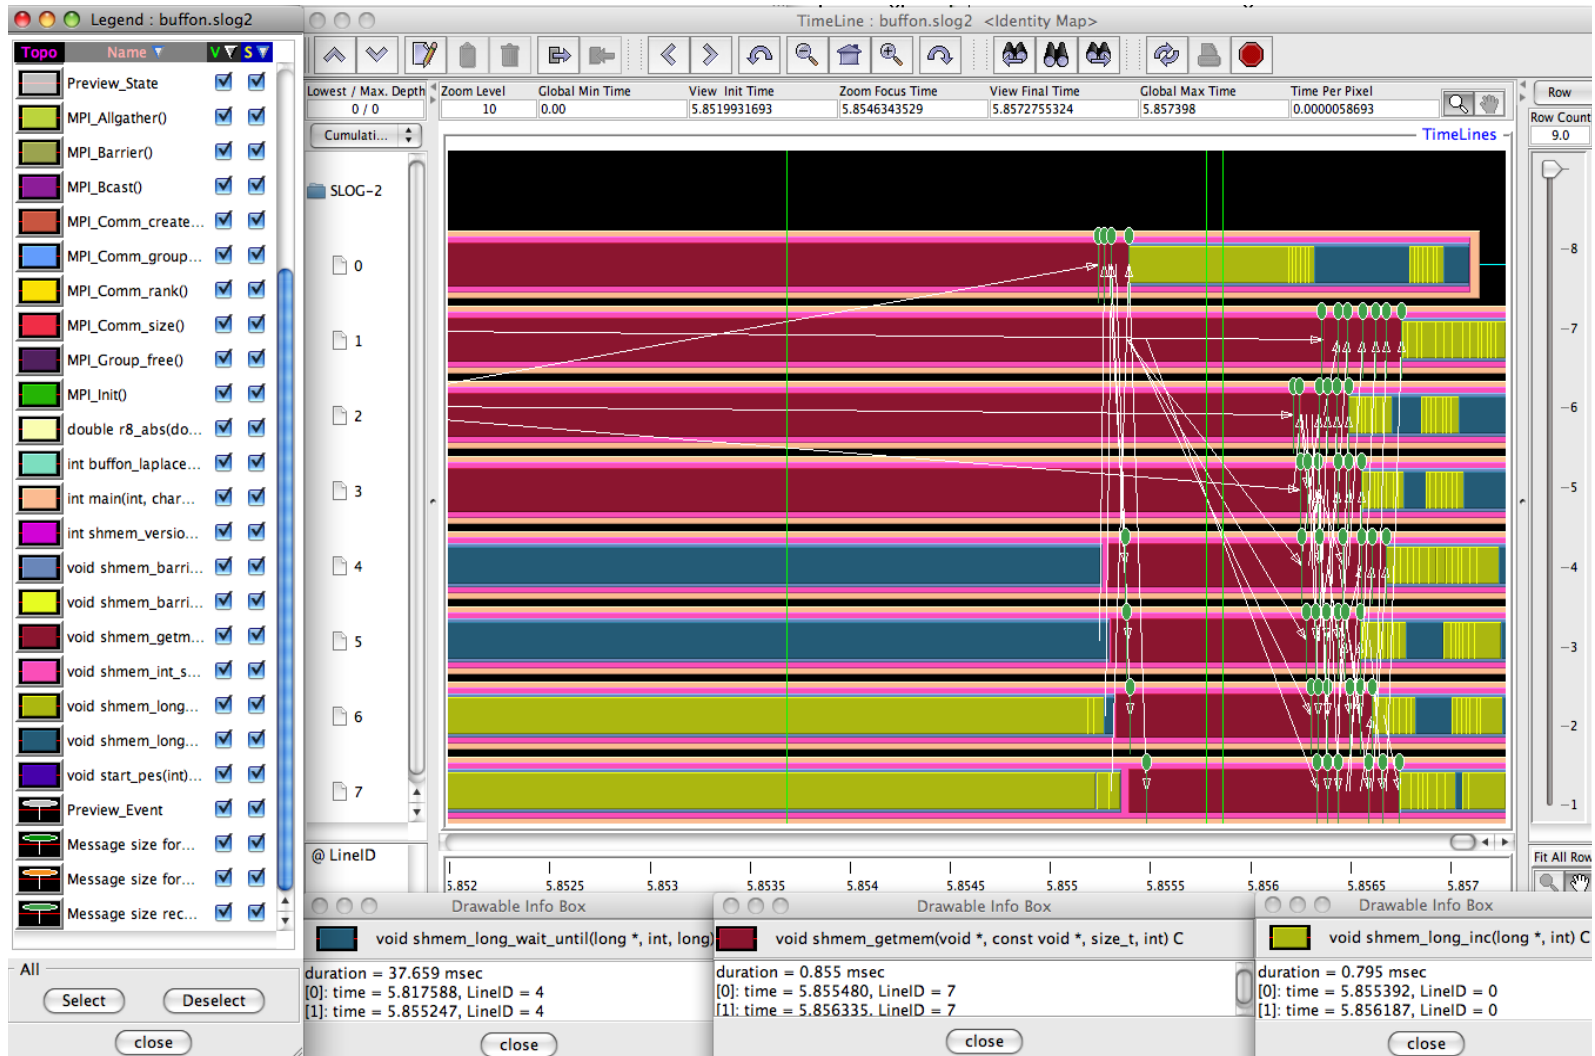 Legend : buffon.slog2
Topo Name V S
Preview_State
MPI_Allgather()
MPI_Barrier()
MPI_Bcast()
MPI_Comm_create...
MPI_Comm_group...
MPI_Comm_rank()
MPI_Comm_size()
MPI_Group_free()
MPI_Init()
double r8_abs(do...
int buffon_laplace...
int main(int, char...
int shmem_versio...
void shmem_barri...
void shmem_barri...
void shmem_getm...
void shmem_int_s...
void shmem_long...
void shmem_long...
void start_pes(int)...
Preview_Event
Message size for...
Message size for...
Message size rec...
All
Select Deselect
close
TimeLine : buffon.slog2 <Identity Map>
Lowest / Max. Depth Zoom Level Global Min Time View Init Time Zoom Focus Time View Final Time Global Max Time Time Per Pixel
0 / 0 10 0.00 5.8519931693 5.8546343529 5.8572755324 5.857398 0.0000058693
Row
Row Count
9.0
Cumulati...
TimeLines
SLOG-2
0
1
2
3
4
5
6
7
8
7
6
5
4
3
2
1
@ LineID
5.852 5.8525 5.853 5.8535 5.854 5.8545 5.855 5.8555 5.856 5.8565 5.857
Fit All Row
Drawable Info Box
void shmem_long_wait_until(long *, int, long)
duration = 37.659 msec
[0]: time = 5.817588, LineID = 4
[1]: time = 5.855247, LineID = 4
close
Drawable Info Box
void shmem_getmem(void *, const void *, size_t, int) C
duration = 0.855 msec
[0]: time = 5.855480, LineID = 7
[1]: time = 5.856335, LineID = 7
close
Drawable Info Box
void shmem_long_inc(long *, int) C
duration = 0.795 msec
[0]: time = 5.855392, LineID = 0
[1]: time = 5.856187, LineID = 0
close